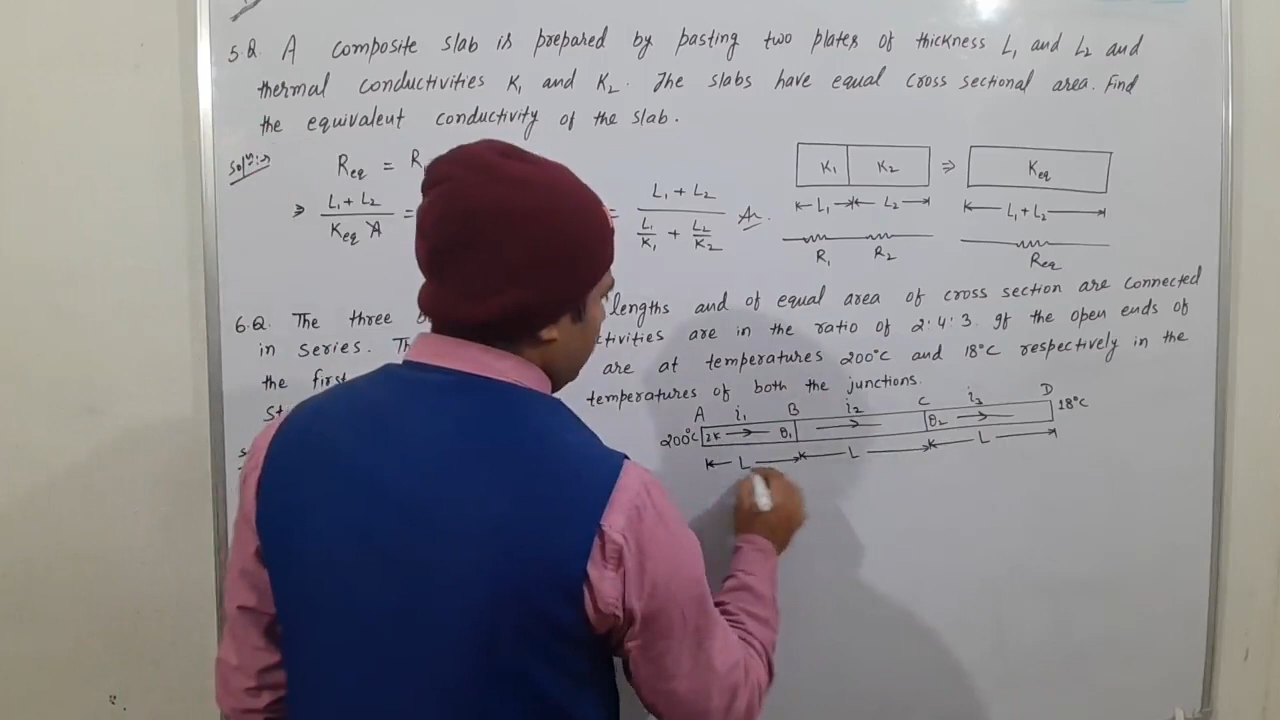 5.Q. A composite slab is prepared by pasting two plates of thickness L₁ and L₂ and
thermal conductivities K₁ and K₂. The slabs have equal cross sectional area. Find
the equivalent conductivity of the slab.
Solⁿ:→
Req = R
⇒ (L₁ + L₂)/(Keq A) =
= (L₁ + L₂)/(L₁/K₁ + L₂/K₂) Ans.
K₁ K₂ ⇒ Keq
L₁ L₂ L₁+L₂
R₁ R₂ Req
6.Q. The three lengths and of equal area of cross section are connected
in series. are in the ratio of 2:4:3. If the open ends of
the first are at temperatures 200°C and 18°C respectively in the
temperatures of both the junctions.
A i₁ B i₂ C i₃ D
200°C 2K θ₁ θ₂ 18°C
L L L